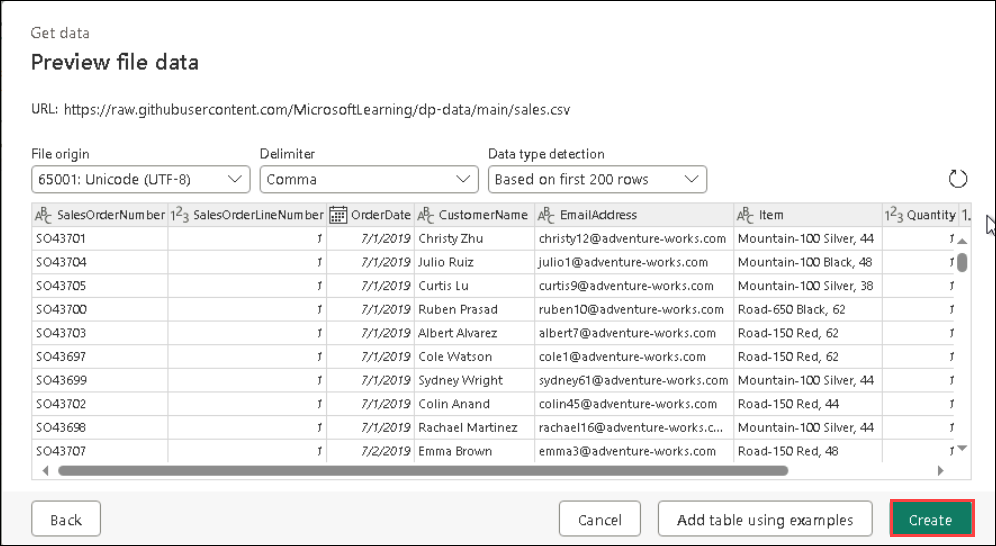 Get data
Preview file data
URL: https://raw.githubusercontent.com/MicrosoftLearning/dp-data/main/sales.csv
File origin Delimiter Data type detection
65001: Unicode (UTF-8) Comma Based on first 200 rows
ABC SalesOrderNumber 123 SalesOrderLineNumber OrderDate ABC CustomerName ABC EmailAddress ABC Item 123 Quantity 1.
SO43701 1 7/1/2019 Christy Zhu christy12@adventure-works.com Mountain-100 Silver, 44 1
SO43704 1 7/1/2019 Julio Ruiz julio1@adventure-works.com Mountain-100 Black, 48 1
SO43705 1 7/1/2019 Curtis Lu curtis9@adventure-works.com Mountain-100 Silver, 38 1
SO43700 1 7/1/2019 Ruben Prasad ruben10@adventure-works.com Road-650 Black, 62 1
SO43703 1 7/1/2019 Albert Alvarez albert7@adventure-works.com Road-150 Red, 62 1
SO43697 1 7/1/2019 Cole Watson cole1@adventure-works.com Road-150 Red, 62 1
SO43699 1 7/1/2019 Sydney Wright sydney61@adventure-works.com Mountain-100 Silver, 44 1
SO43702 1 7/1/2019 Colin Anand colin45@adventure-works.com Road-150 Red, 44 1
SO43698 1 7/1/2019 Rachael Martinez rachael16@adventure-works.c... Mountain-100 Silver, 44 1
SO43707 1 7/2/2019 Emma Brown emma3@adventure-works.com Road-150 Red, 48 1
Back Cancel Add table using examples Create